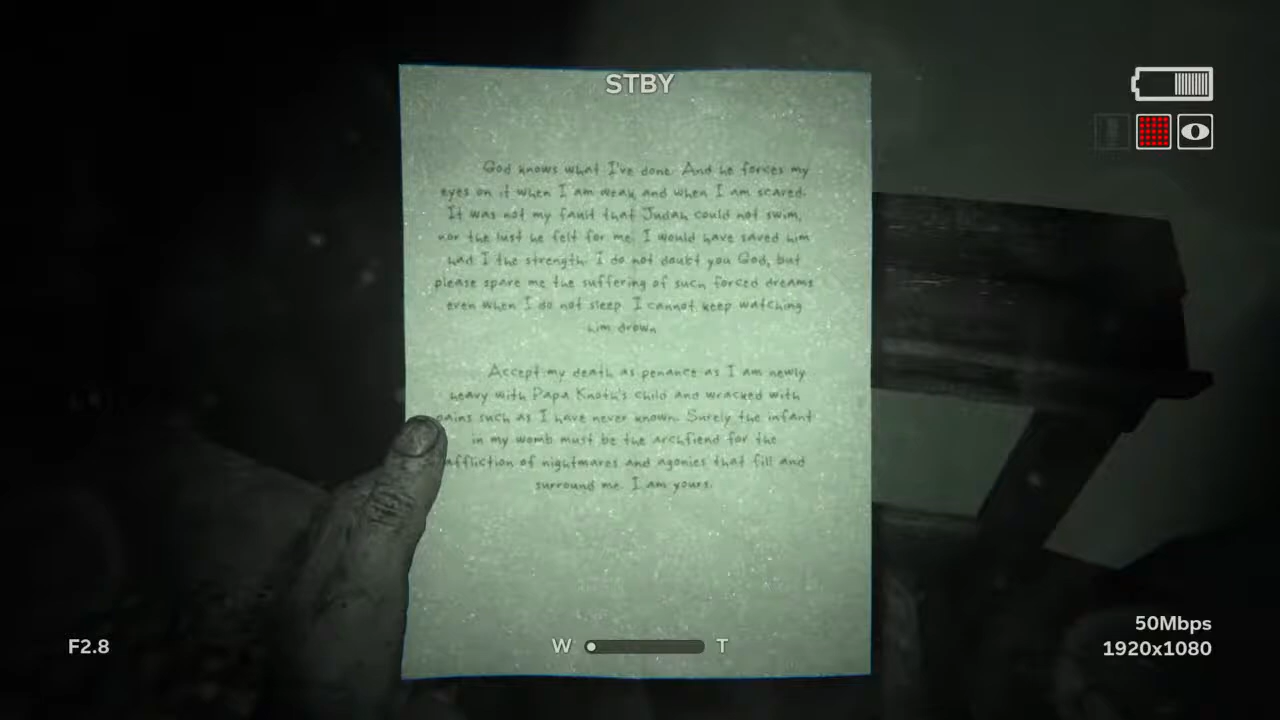 STBY
God knows what I've done. And he forces my
eyes on it when I am weak and when I am scared.
It was not my fault that Judah could not swim,
nor the lust he felt for me. I would have saved him
had I the strength. I do not doubt you God, but
please spare me the suffering of such forced dreams
even when I do not sleep. I cannot keep watching
him drown.
Accept my death as penance as I am newly
heavy with Papa Knoth's child and wracked with
pains such as I have never known. Surely the infant
in my womb must be the archfiend for the
affliction of nightmares and agonies that fill and
surround me. I am yours.
F2.8
W T
50Mbps
1920x1080